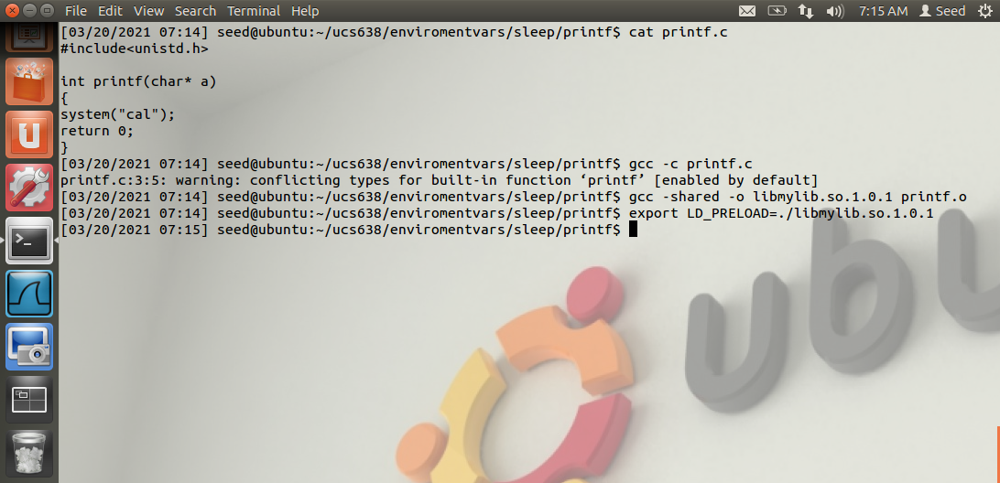 File Edit View Search Terminal Help 7:15 AM Seed
[03/20/2021 07:14] seed@ubuntu:~/ucs638/enviromentvars/sleep/printf$ cat printf.c
#include<unistd.h>
int printf(char* a)
{
system("cal");
return 0;
}
[03/20/2021 07:14] seed@ubuntu:~/ucs638/enviromentvars/sleep/printf$ gcc -c printf.c
printf.c:3:5: warning: conflicting types for built-in function ‘printf’ [enabled by default]
[03/20/2021 07:14] seed@ubuntu:~/ucs638/enviromentvars/sleep/printf$ gcc -shared -o libmylib.so.1.0.1 printf.o
[03/20/2021 07:14] seed@ubuntu:~/ucs638/enviromentvars/sleep/printf$ export LD_PRELOAD=./libmylib.so.1.0.1
[03/20/2021 07:15] seed@ubuntu:~/ucs638/enviromentvars/sleep/printf$
ubu